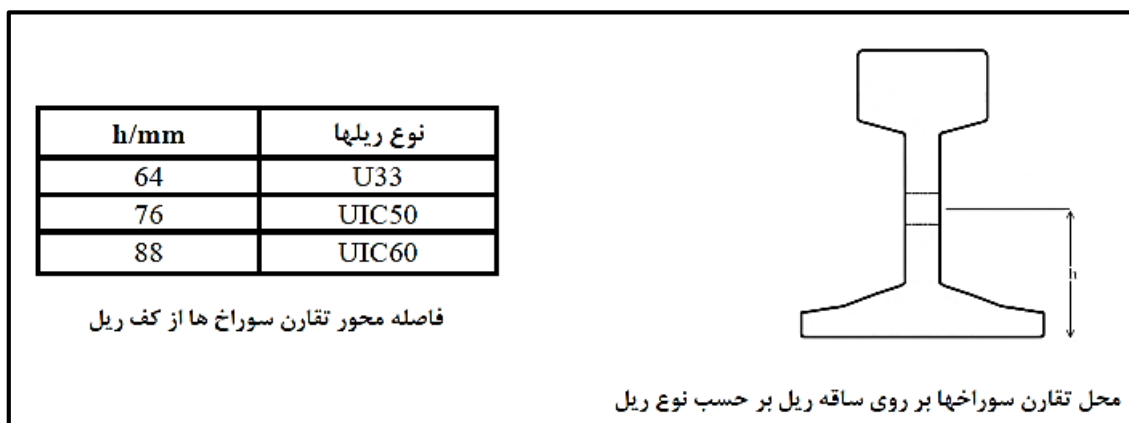 نوع ریلها h/mm
U33 64
UIC50 76
UIC60 88
فاصله محور تقارن سوراخ ها از کف ریل
h
محل تقارن سوراخها بر روی ساقه ریل بر حسب نوع ریل